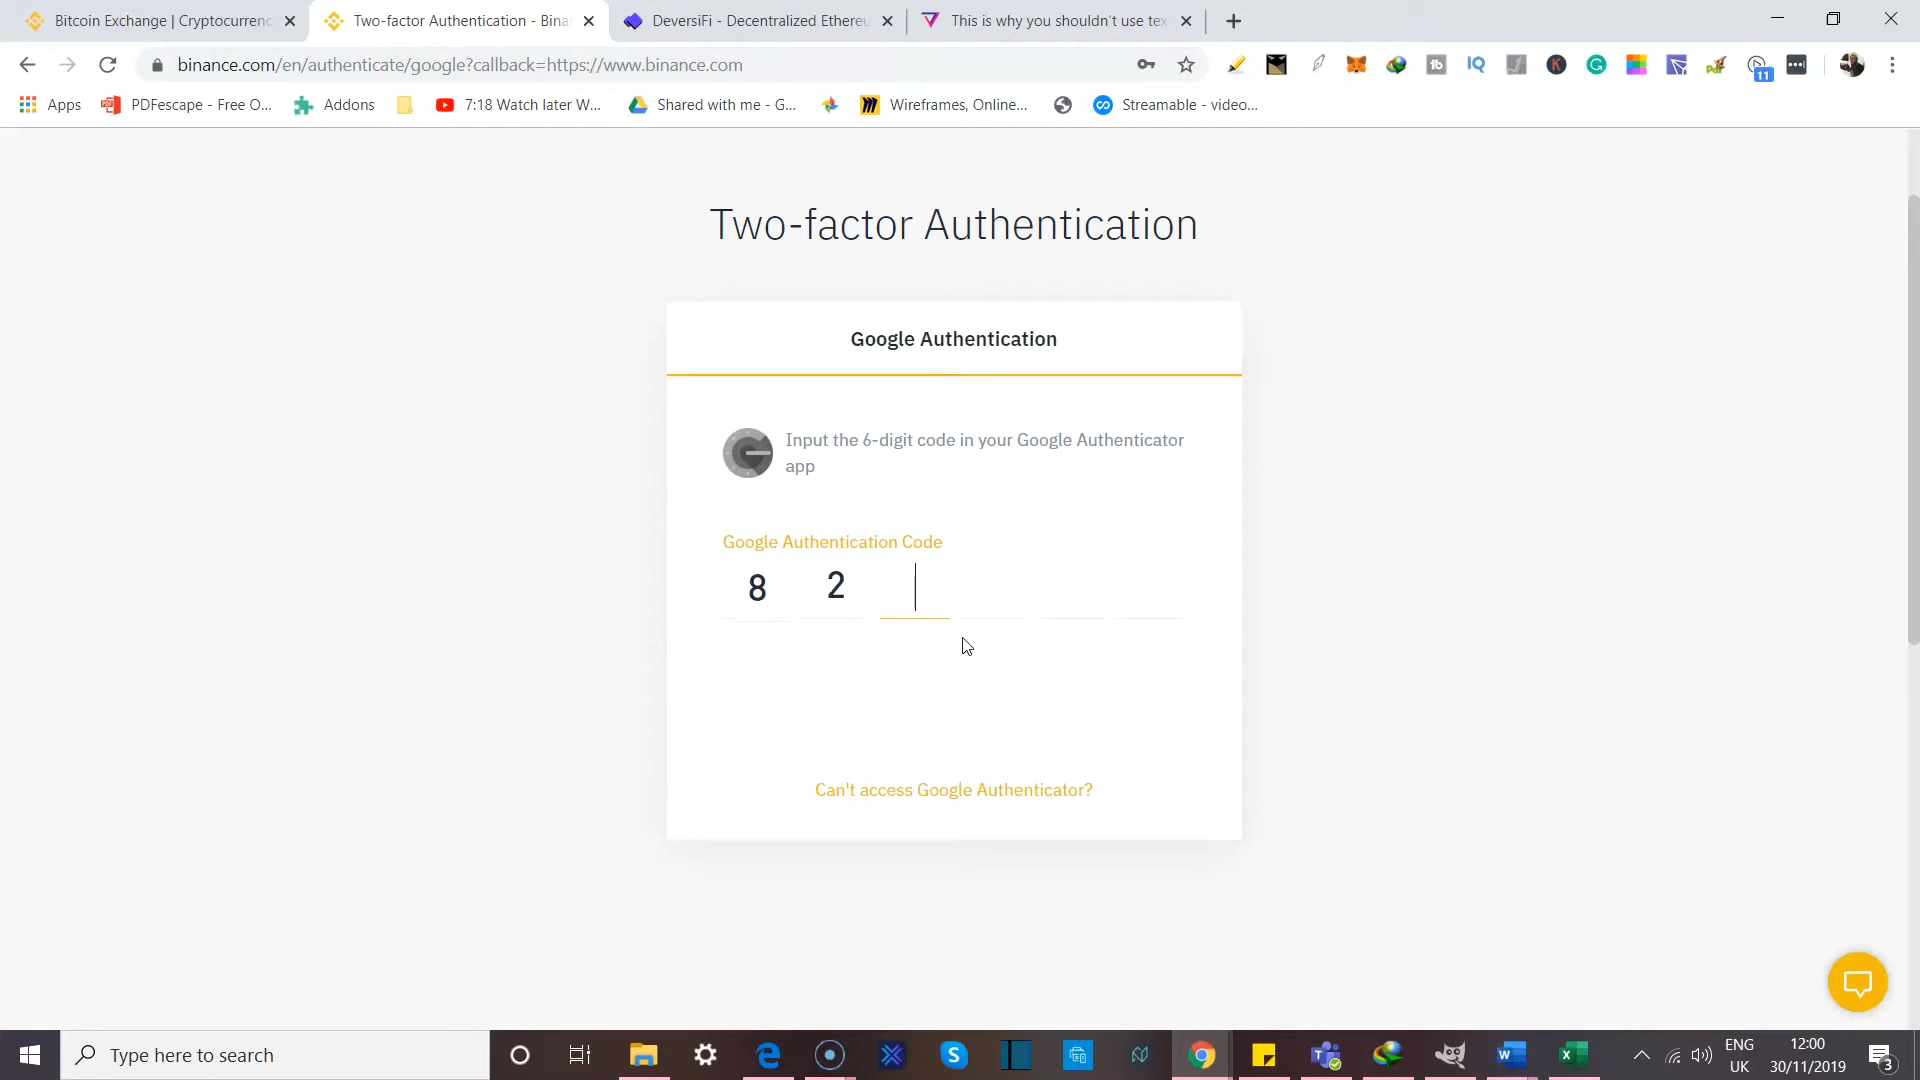 Bitcoin Exchange | Cryptocurrenc
Two-factor Authentication - Bina
DeversiFi - Decentralized Ethereu
This is why you shouldn't use tex
binance.com/en/authenticate/google?callback=https://www.binance.com
11
Apps
PDFescape - Free O...
Addons
7:18 Watch later W...
Shared with me - G...
Wireframes, Online...
Streamable - video...
Two-factor Authentication
Google Authentication
Input the 6-digit code in your Google Authenticator
app
Google Authentication Code
8 2
Can't access Google Authenticator?
Type here to search
ENG
UK
12:00
30/11/2019
3